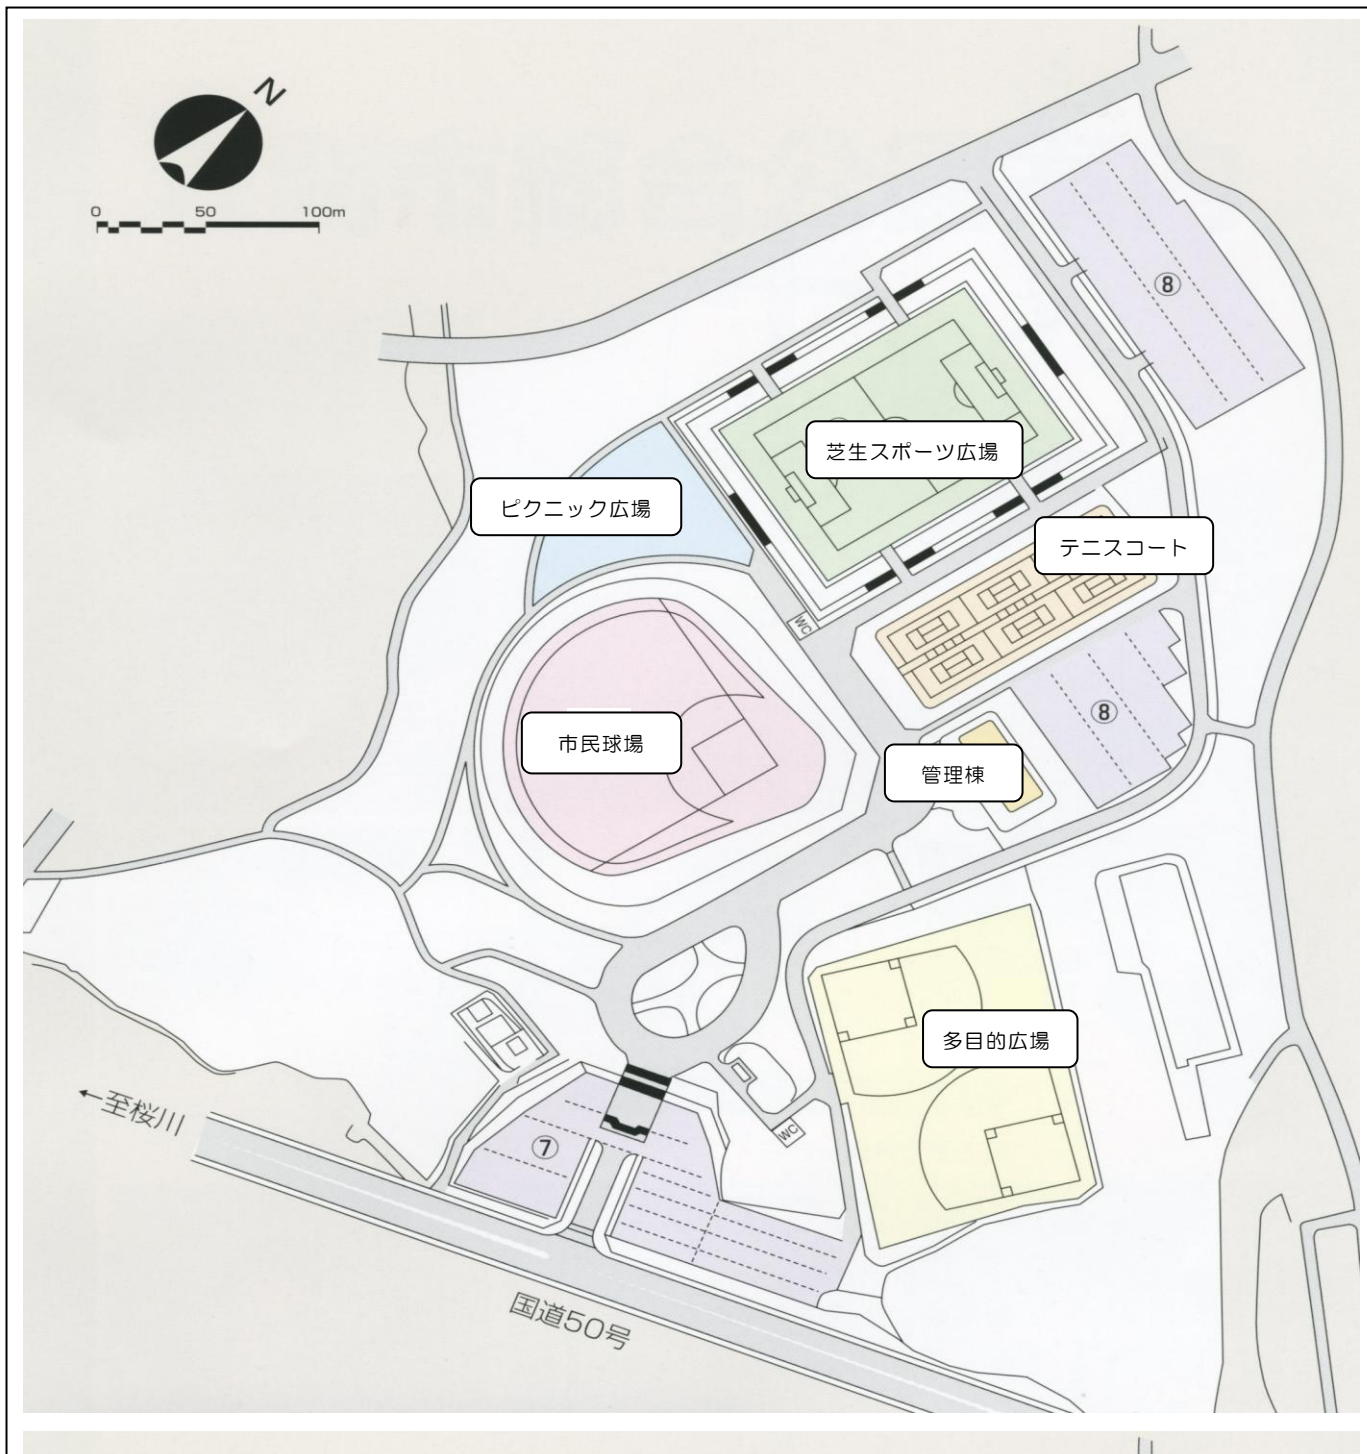 N
0 50 100m
⑧
芝生スポーツ広場
ピクニック広場
テニスコート
WC
市民球場
⑧
管理棟
多目的広場
←至桜川
WC
⑦
国道50号